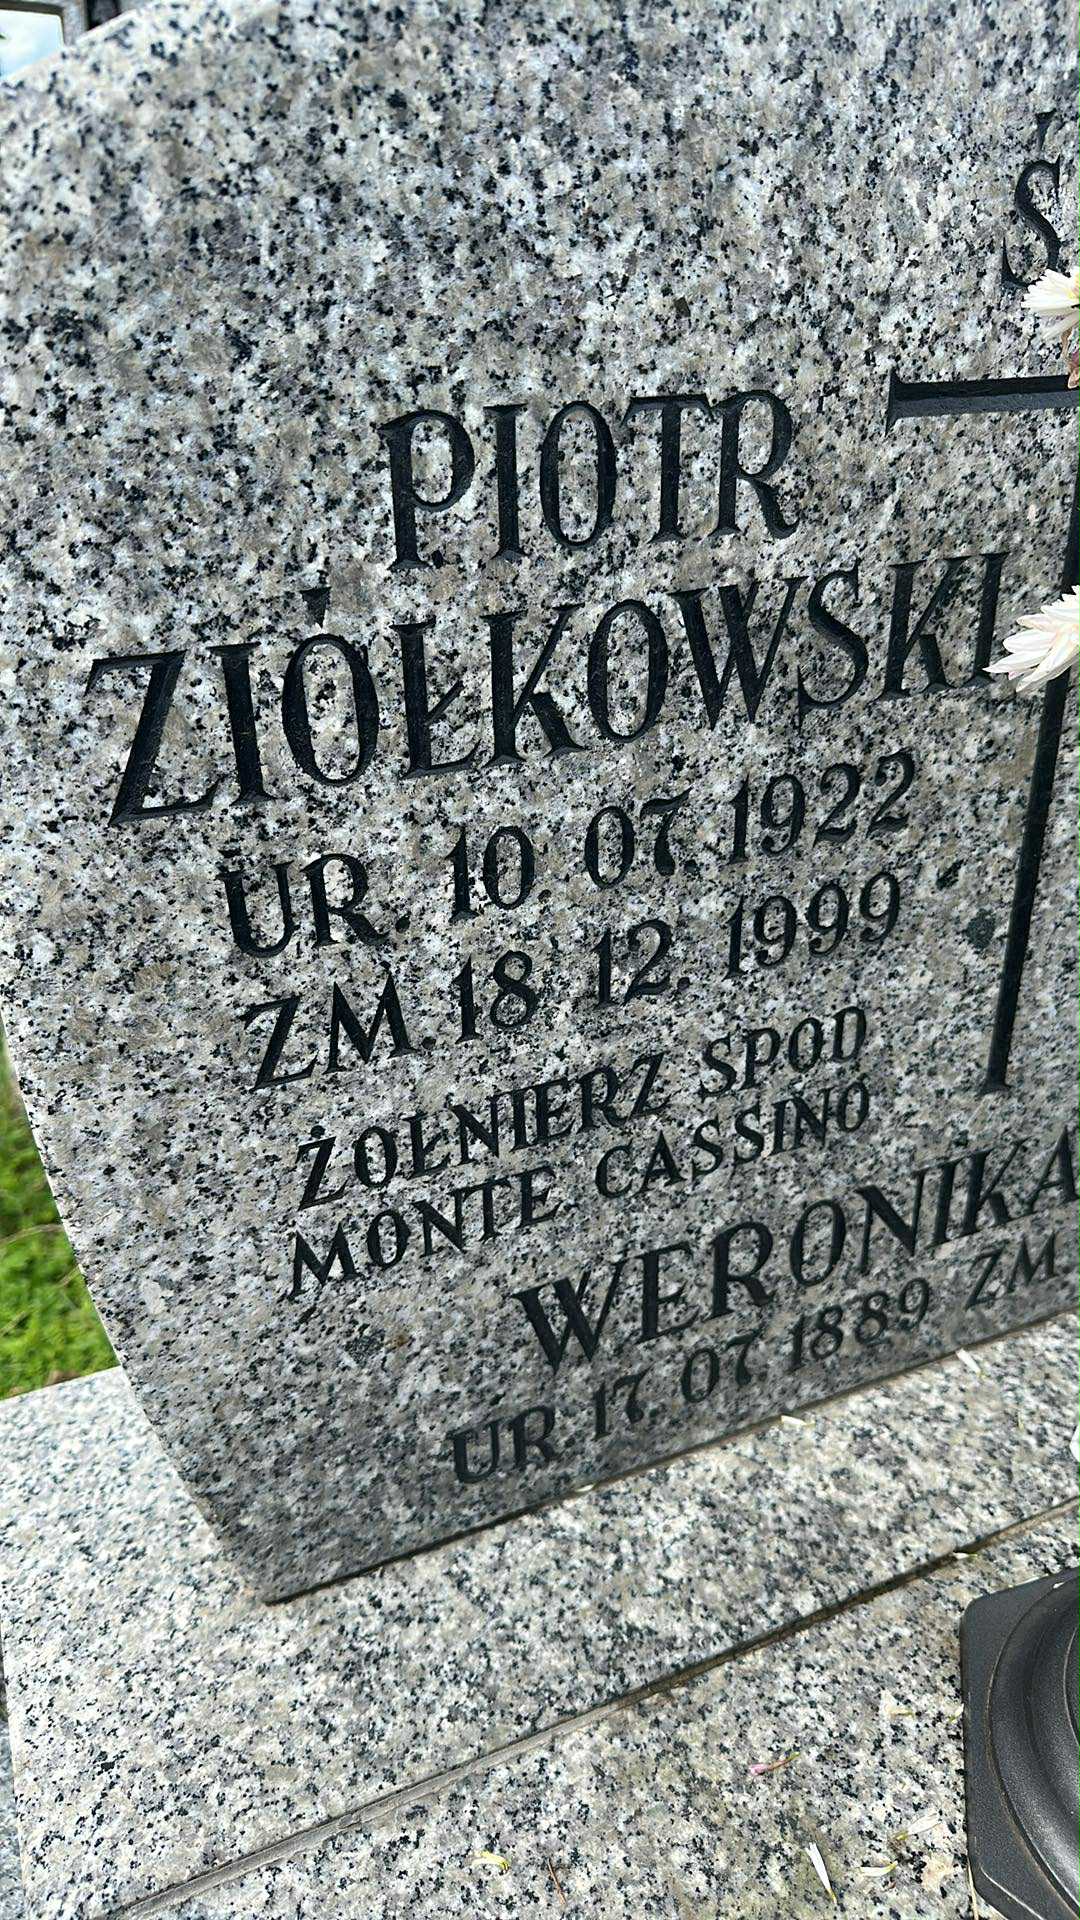 Ś
PIOTR
ZIÓŁKOWSKI
UR. 10. 07. 1922
ZM. 18. 12. 1999
ŻOŁNIERZ SPOD
MONTE CASSINO
WERONIKA
UR. 17. 07. 1889 ZM